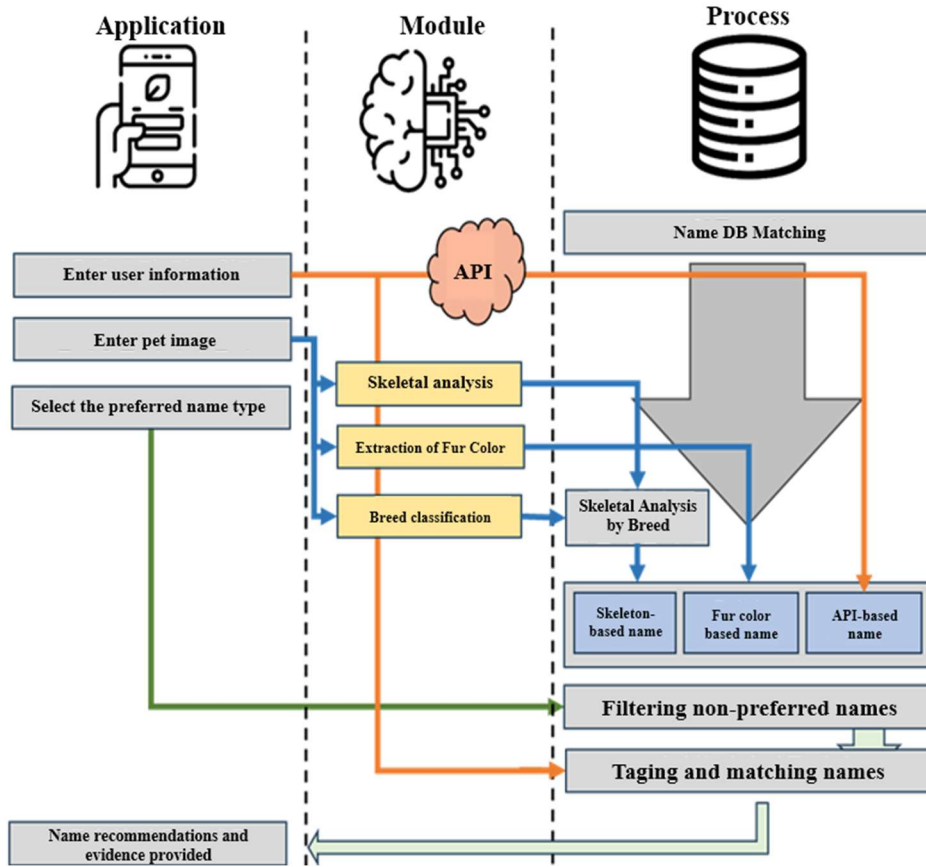 Application
Module
Process
Name DB Matching
Enter user information
API
Enter pet image
Skeletal analysis
Select the preferred name type
Extraction of Fur Color
Breed classification
Skeletal Analysis
by Breed
Skeleton-
based name
Fur color
based name
API-based
name
Filtering non-preferred names
Taging and matching names
Name recommendations and
evidence provided